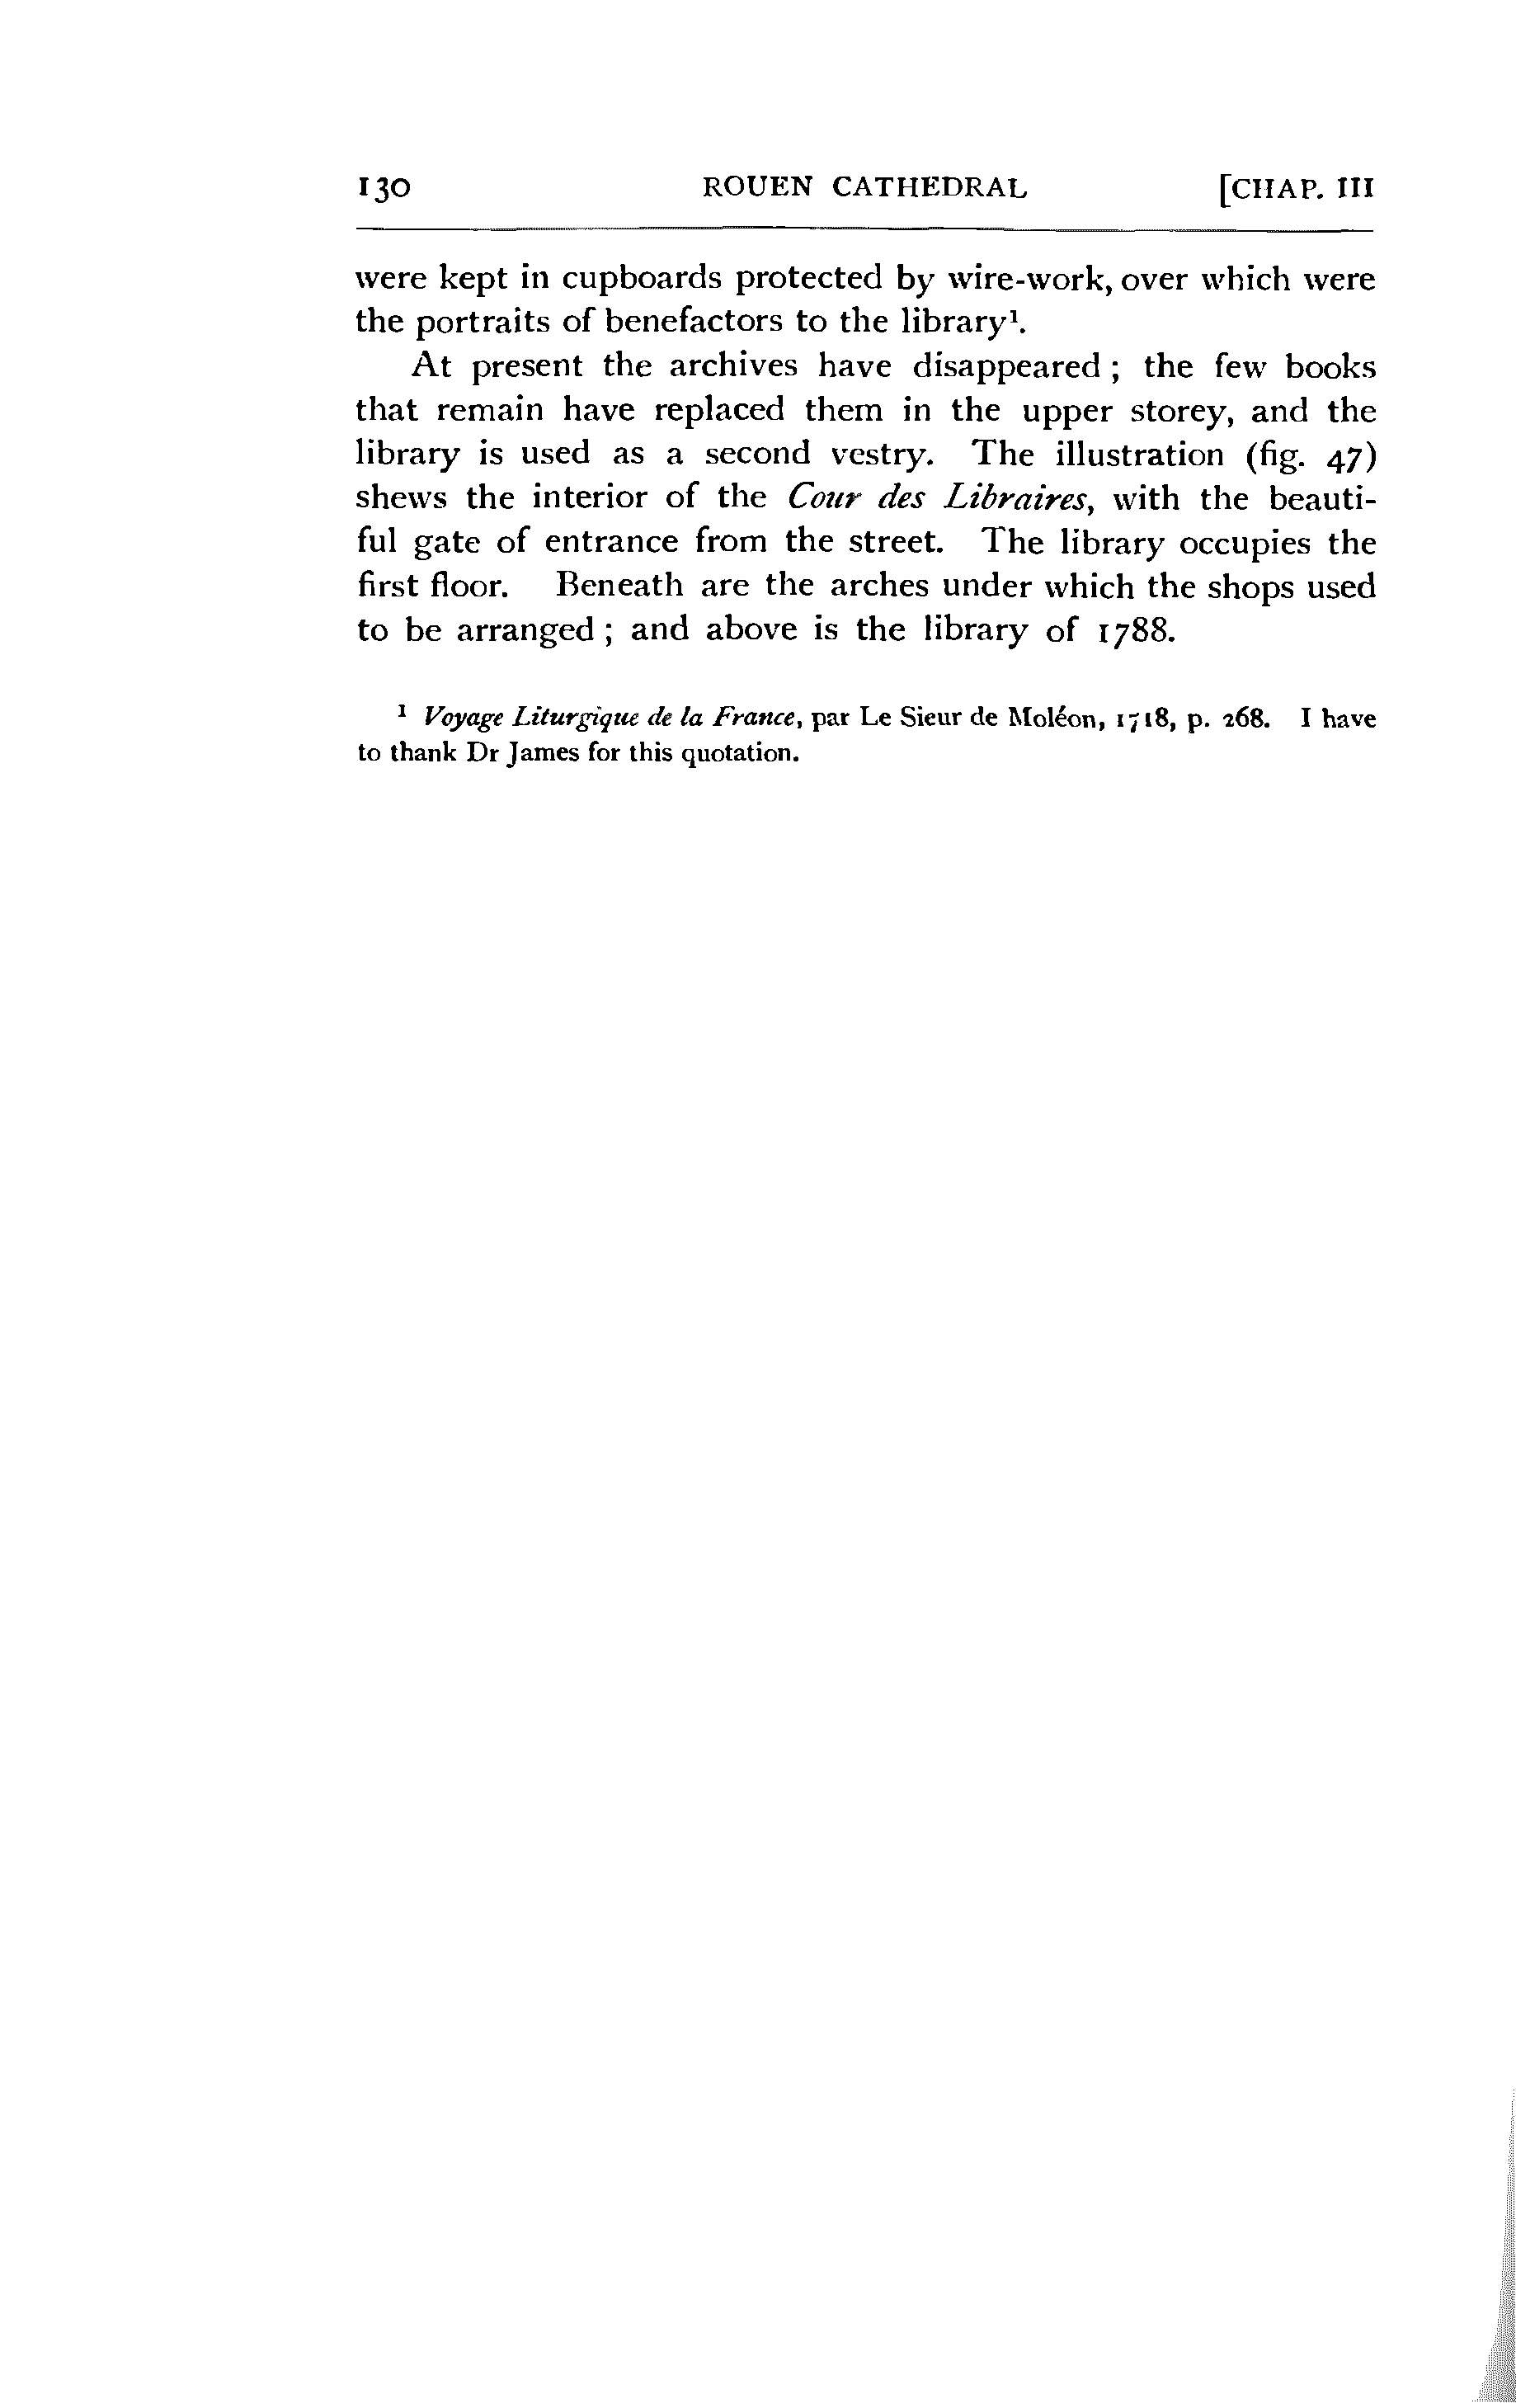 130 ROUEN CATHEDRAL [CHAP. III
were kept in cupboards protected by wire-work, over which were
the portraits of benefactors to the library¹.
At present the archives have disappeared ; the few books
that remain have replaced them in the upper storey, and the
library is used as a second vestry. The illustration (fig. 47)
shews the interior of the Cour des Libraires, with the beauti-
ful gate of entrance from the street. The library occupies the
first floor. Beneath are the arches under which the shops used
to be arranged ; and above is the library of 1788.
¹ Voyage Liturgique de la France, par Le Sieur de Moléon, 1718, p. 268. I have
to thank Dr James for this quotation.